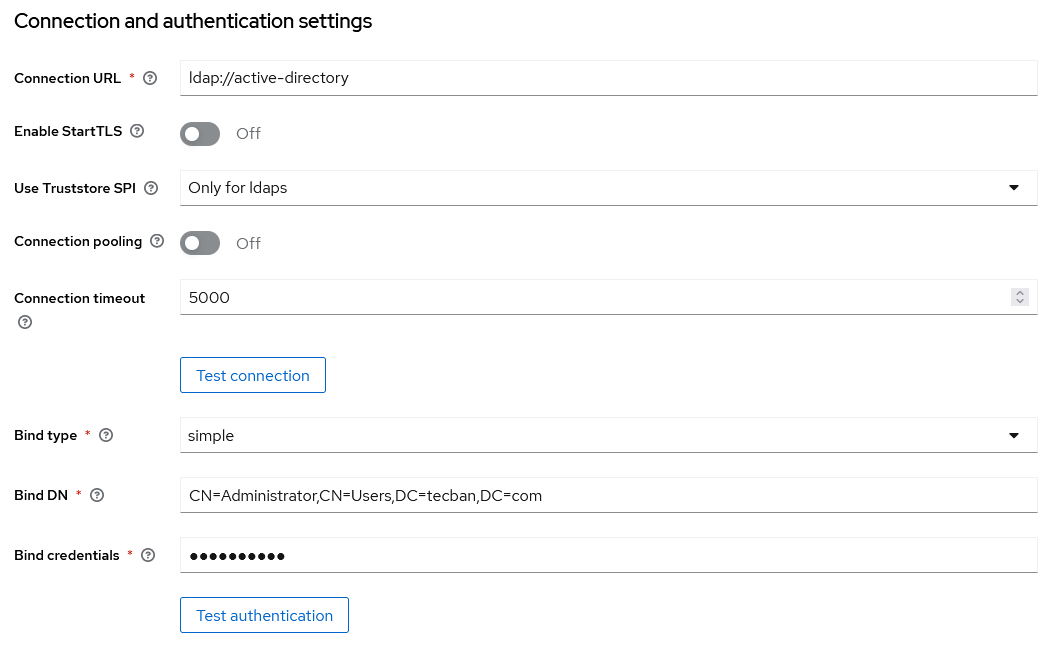 Connection and authentication settings
Connection URL *
ldap://active-directory
Enable StartTLS
Off
Use Truststore SPI
Only for ldaps
Connection pooling
Off
Connection timeout
5000
Test connection
Bind type *
simple
Bind DN *
CN=Administrator,CN=Users,DC=tecban,DC=com
Bind credentials *
●●●●●●●●●●
Test authentication